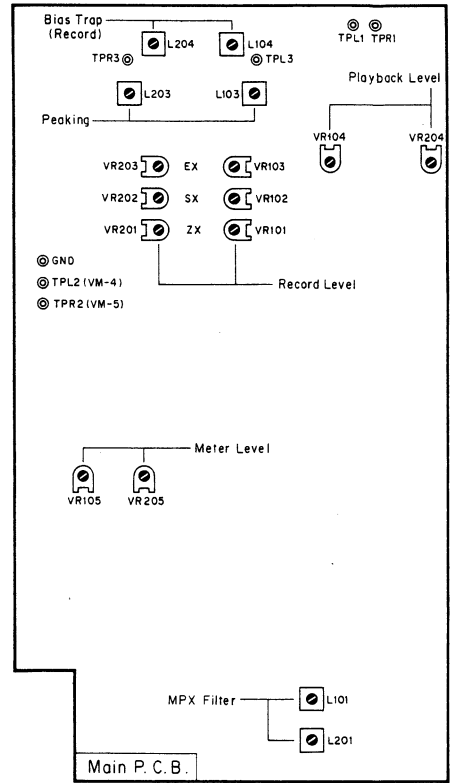 Bias Trap
(Record)
L204
L104
TPL1 TPR1
TPR3
TPL3
Playback Level
L203
L103
Peaking
VR104
VR204
VR203 EX VR103
VR202 SX VR102
VR201 ZX VR101
GND
TPL2 (VM-4)
TPR2 (VM-5)
Record Level
Meter Level
VR105
VR205
MPX Filter
L101
L201
Main P.C.B.